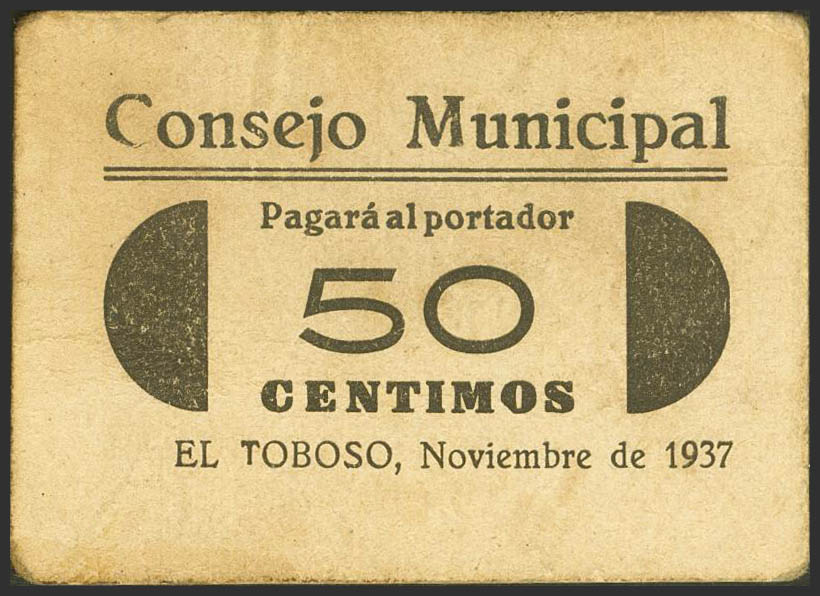 Consejo Municipal
Pagará al portador
50
CENTIMOS
EL TOBOSO, Noviembre de 1937